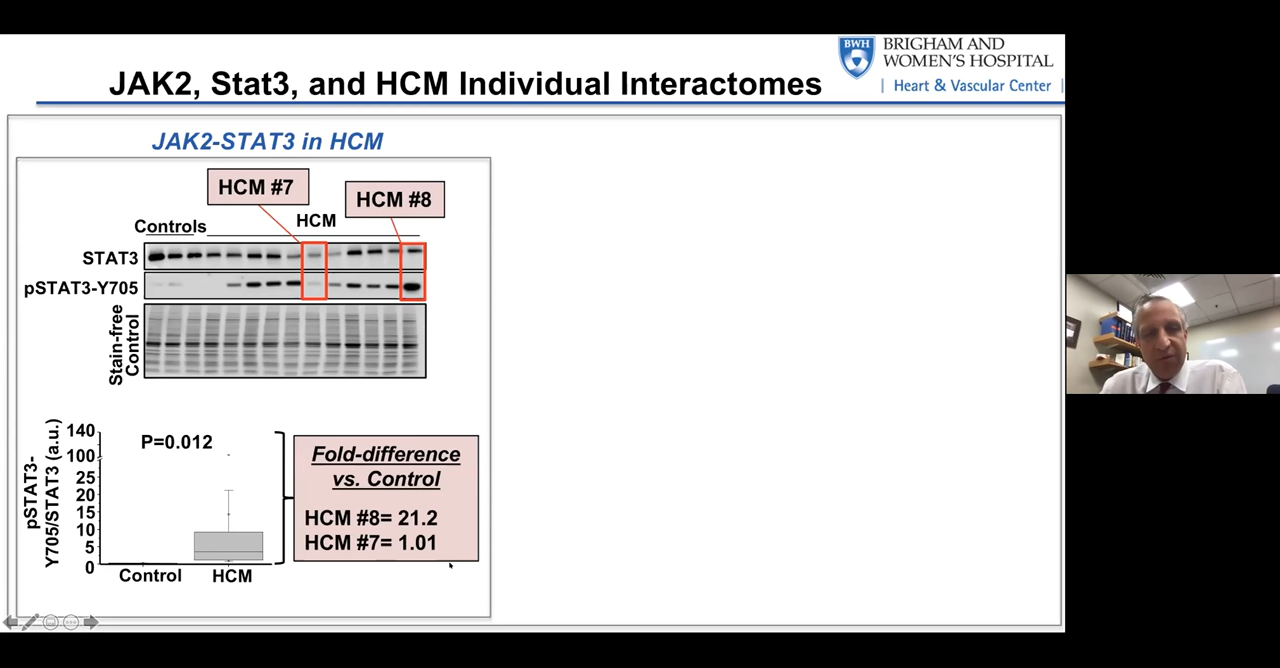 BWH
BRIGHAM AND
WOMEN'S HOSPITAL
Heart & Vascular Center
JAK2, Stat3, and HCM Individual Interactomes
JAK2-STAT3 in HCM
HCM #7
HCM #8
Controls
HCM
STAT3
pSTAT3-Y705
Stain-free
Control
pSTAT3-
Y705/STAT3 (a.u.)
140
100
25
20
15
10
5
0
P=0.012
Control
HCM
Fold-difference
vs. Control
HCM #8= 21.2
HCM #7= 1.01